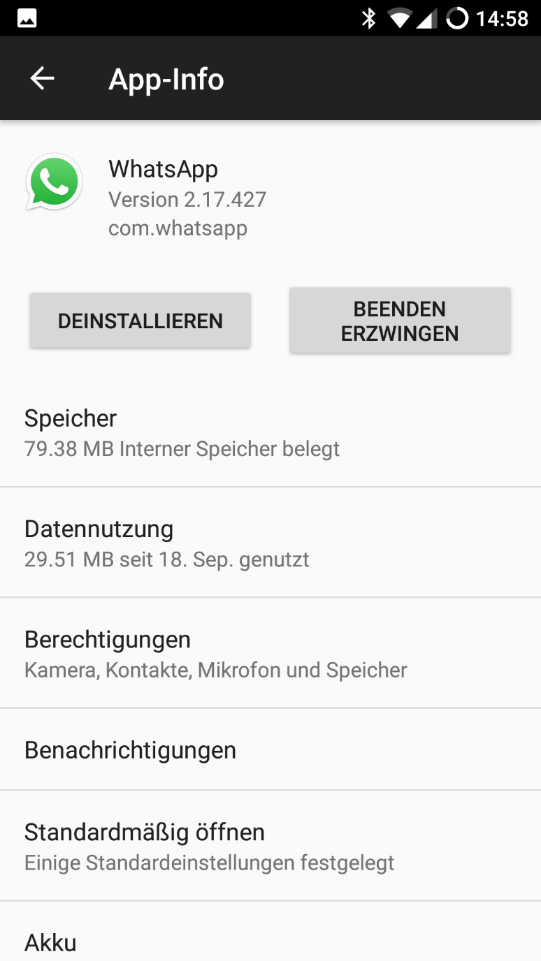 14:58
App-Info
WhatsApp
Version 2.17.427
com.whatsapp
DEINSTALLIEREN
BEENDEN
ERZWINGEN
Speicher
79.38 MB Interner Speicher belegt
Datennutzung
29.51 MB seit 18. Sep. genutzt
Berechtigungen
Kamera, Kontakte, Mikrofon und Speicher
Benachrichtigungen
Standardmäßig öffnen
Einige Standardeinstellungen festgelegt
Akku